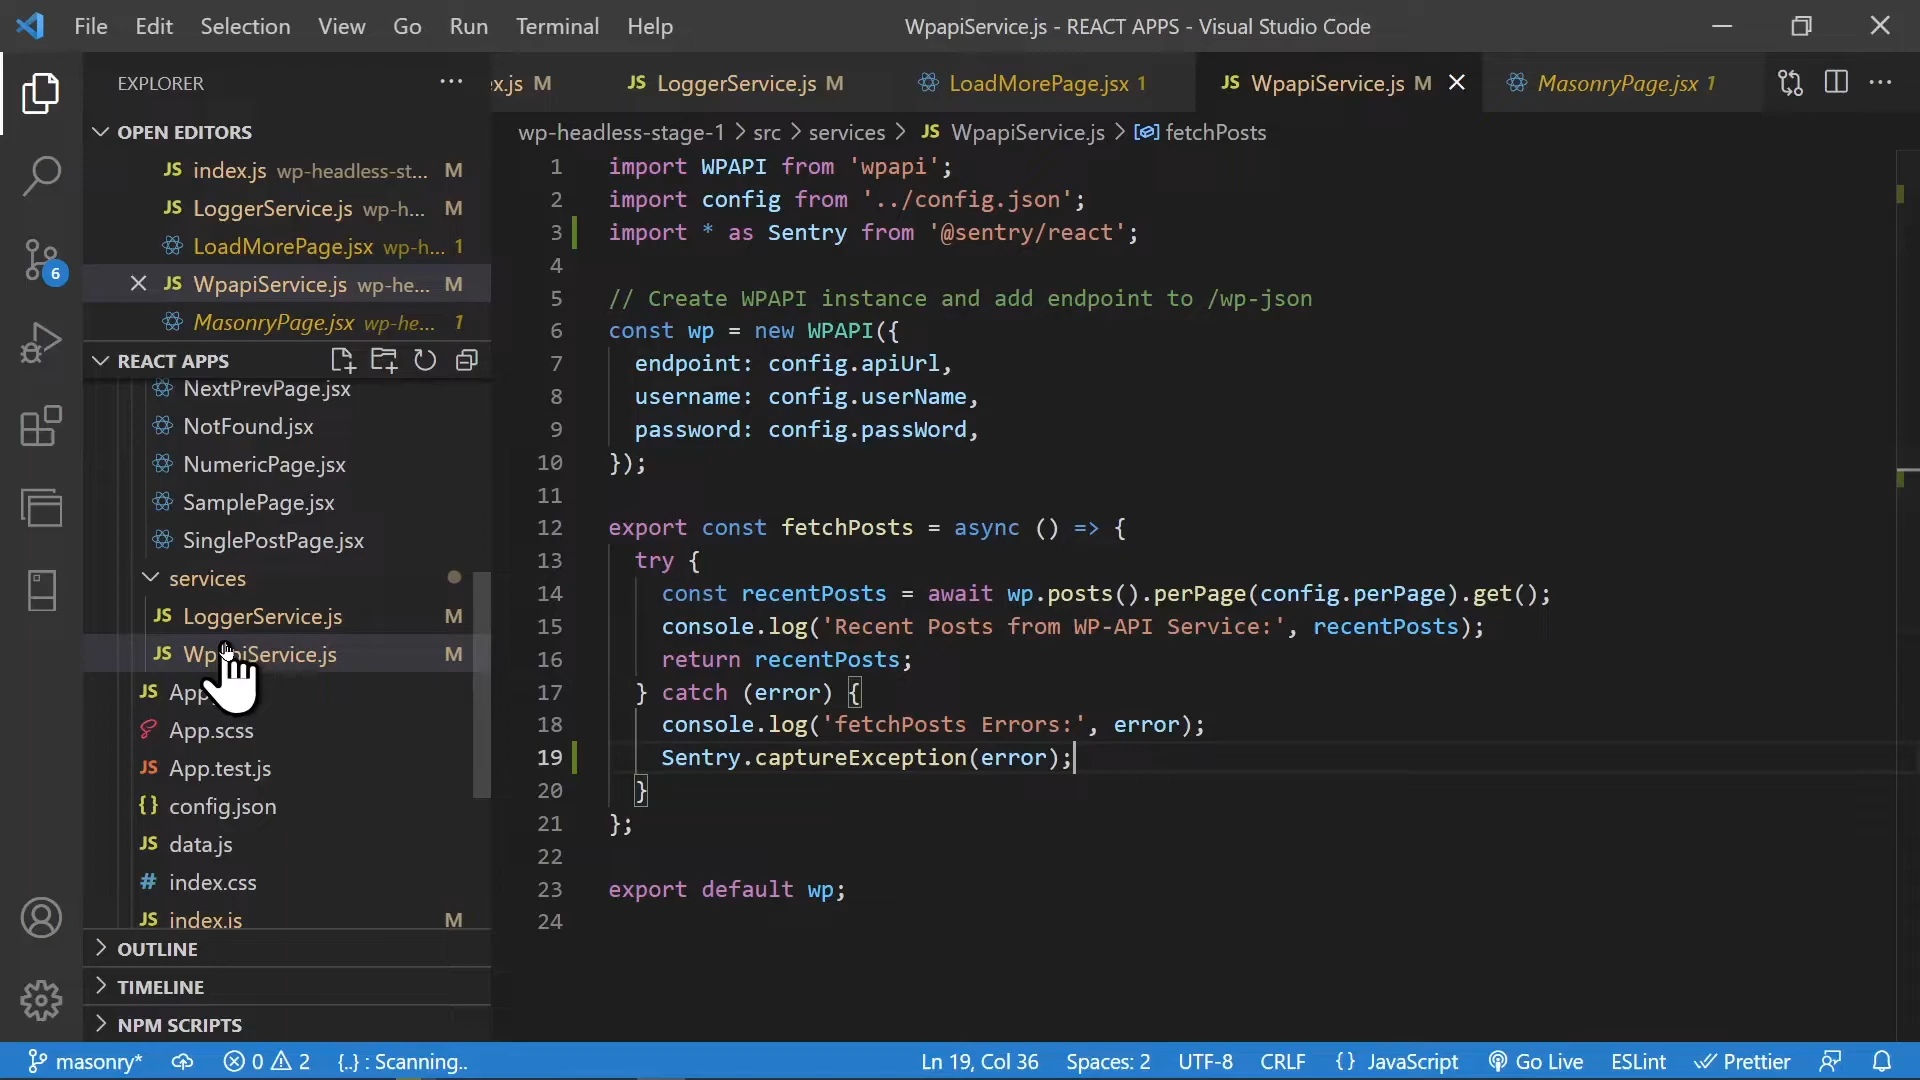 File Edit Selection View Go Run Terminal Help
WpapiService.js - REACT APPS - Visual Studio Code
EXPLORER
x.js M
JS LoggerService.js M
LoadMorePage.jsx 1
JS WpapiService.js M
MasonryPage.jsx 1
OPEN EDITORS
JS index.js wp-headless-st... M
JS LoggerService.js wp-h... M
LoadMorePage.jsx wp-h... 1
JS WpapiService.js wp-he... M
MasonryPage.jsx wp-he... 1
REACT APPS
NextPrevPage.jsx
NotFound.jsx
NumericPage.jsx
SamplePage.jsx
SinglePostPage.jsx
services
JS LoggerService.js M
JS WpapiService.js M
JS App
App.scss
JS App.test.js
{} config.json
JS data.js
# index.css
JS index.js M
OUTLINE
TIMELINE
NPM SCRIPTS
6
wp-headless-stage-1 > src > services > JS WpapiService.js > fetchPosts
1 import WPAPI from 'wpapi';
2 import config from '../config.json';
3 import * as Sentry from '@sentry/react';
4
5 // Create WPAPI instance and add endpoint to /wp-json
6 const wp = new WPAPI({
7 endpoint: config.apiUrl,
8 username: config.userName,
9 password: config.passWord,
10 });
11
12 export const fetchPosts = async () => {
13 try {
14 const recentPosts = await wp.posts().perPage(config.perPage).get();
15 console.log('Recent Posts from WP-API Service:', recentPosts);
16 return recentPosts;
17 } catch (error) {
18 console.log('fetchPosts Errors:', error);
19 Sentry.captureException(error);
20 }
21 };
22
23 export default wp;
24
masonry* 0 2 {..} : Scanning.. Ln 19, Col 36 Spaces: 2 UTF-8 CRLF {} JavaScript Go Live ESLint Prettier